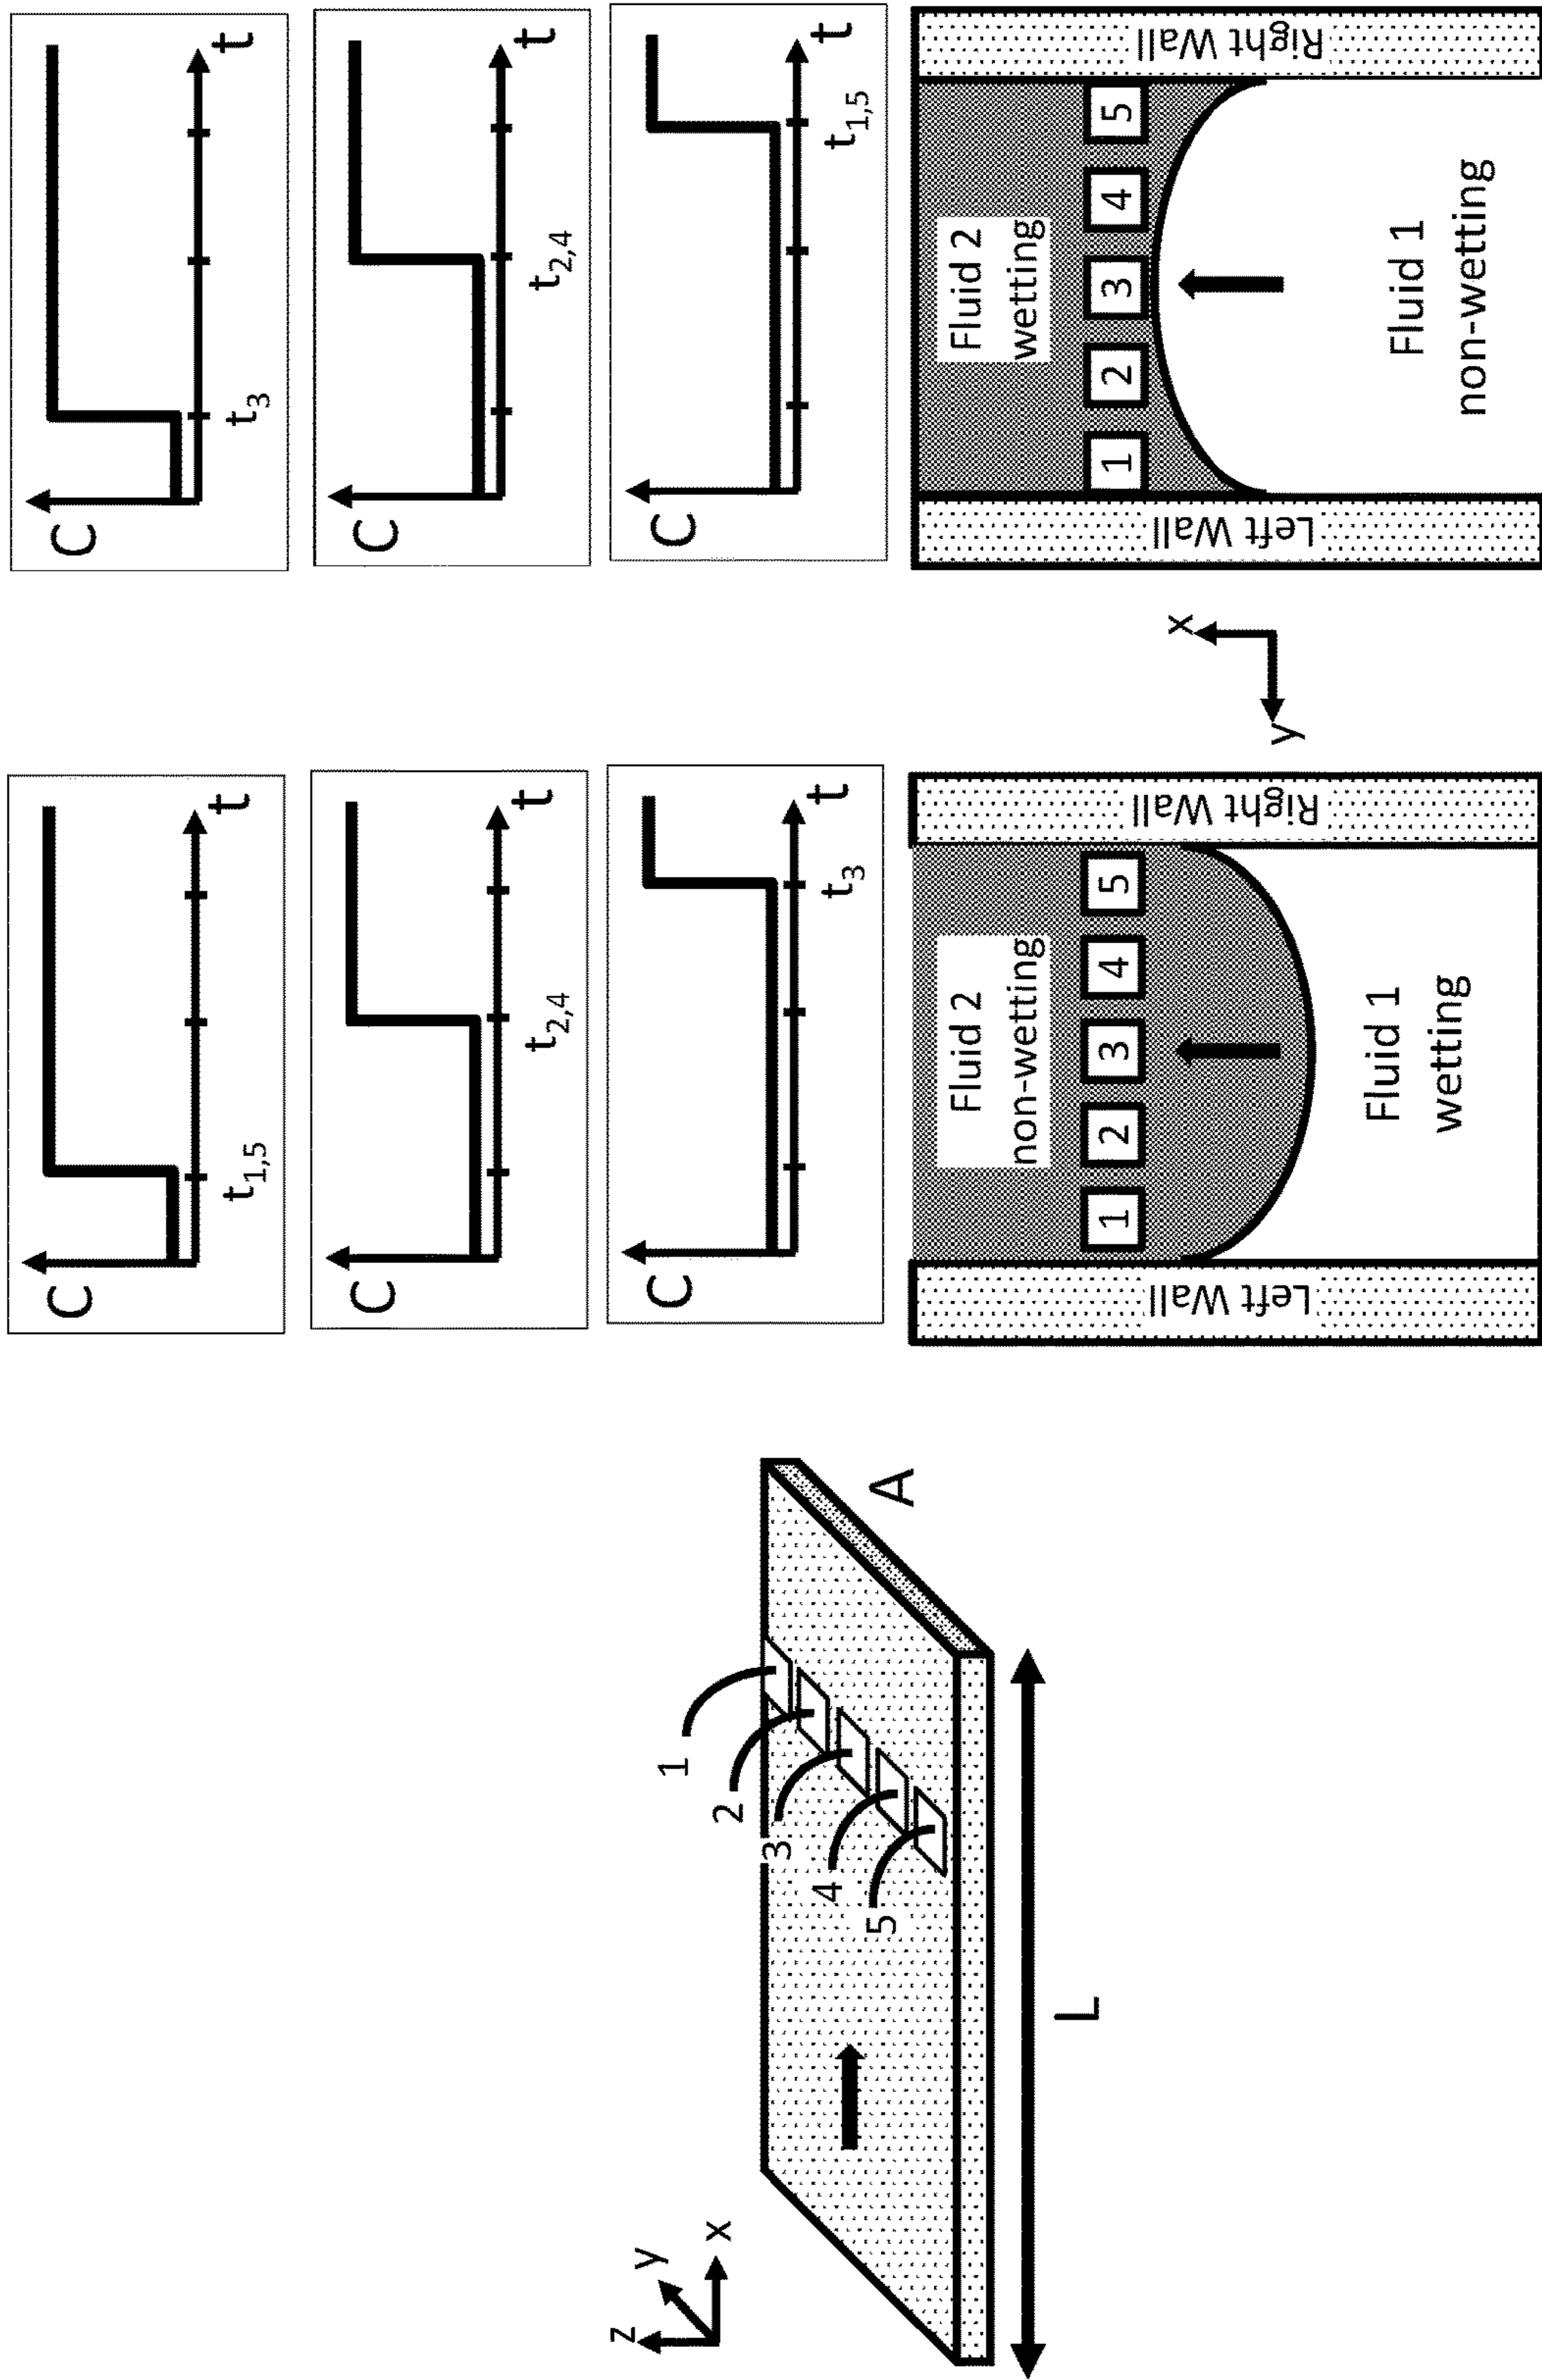 z
y
x
1
2
3
4
5
A
L
C
t
t1,5
C
t
t2,4
C
t
t3
Left Wall
Fluid 2
non-wetting
1
2
3
4
5
Fluid 1
wetting
Right Wall
x
y
C
t
t3
C
t
t2,4
C
t
t1,5
Left Wall
Fluid 2
wetting
1
2
3
4
5
Fluid 1
non-wetting
Right Wall